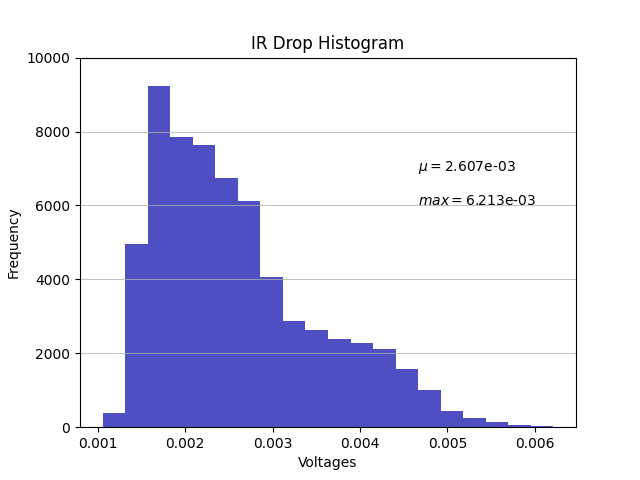 IR Drop Histogram
10000
8000
6000
4000
2000
0
Frequency
μ = 2.607e-03
max = 6.213e-03
0.001 0.002 0.003 0.004 0.005 0.006
Voltages